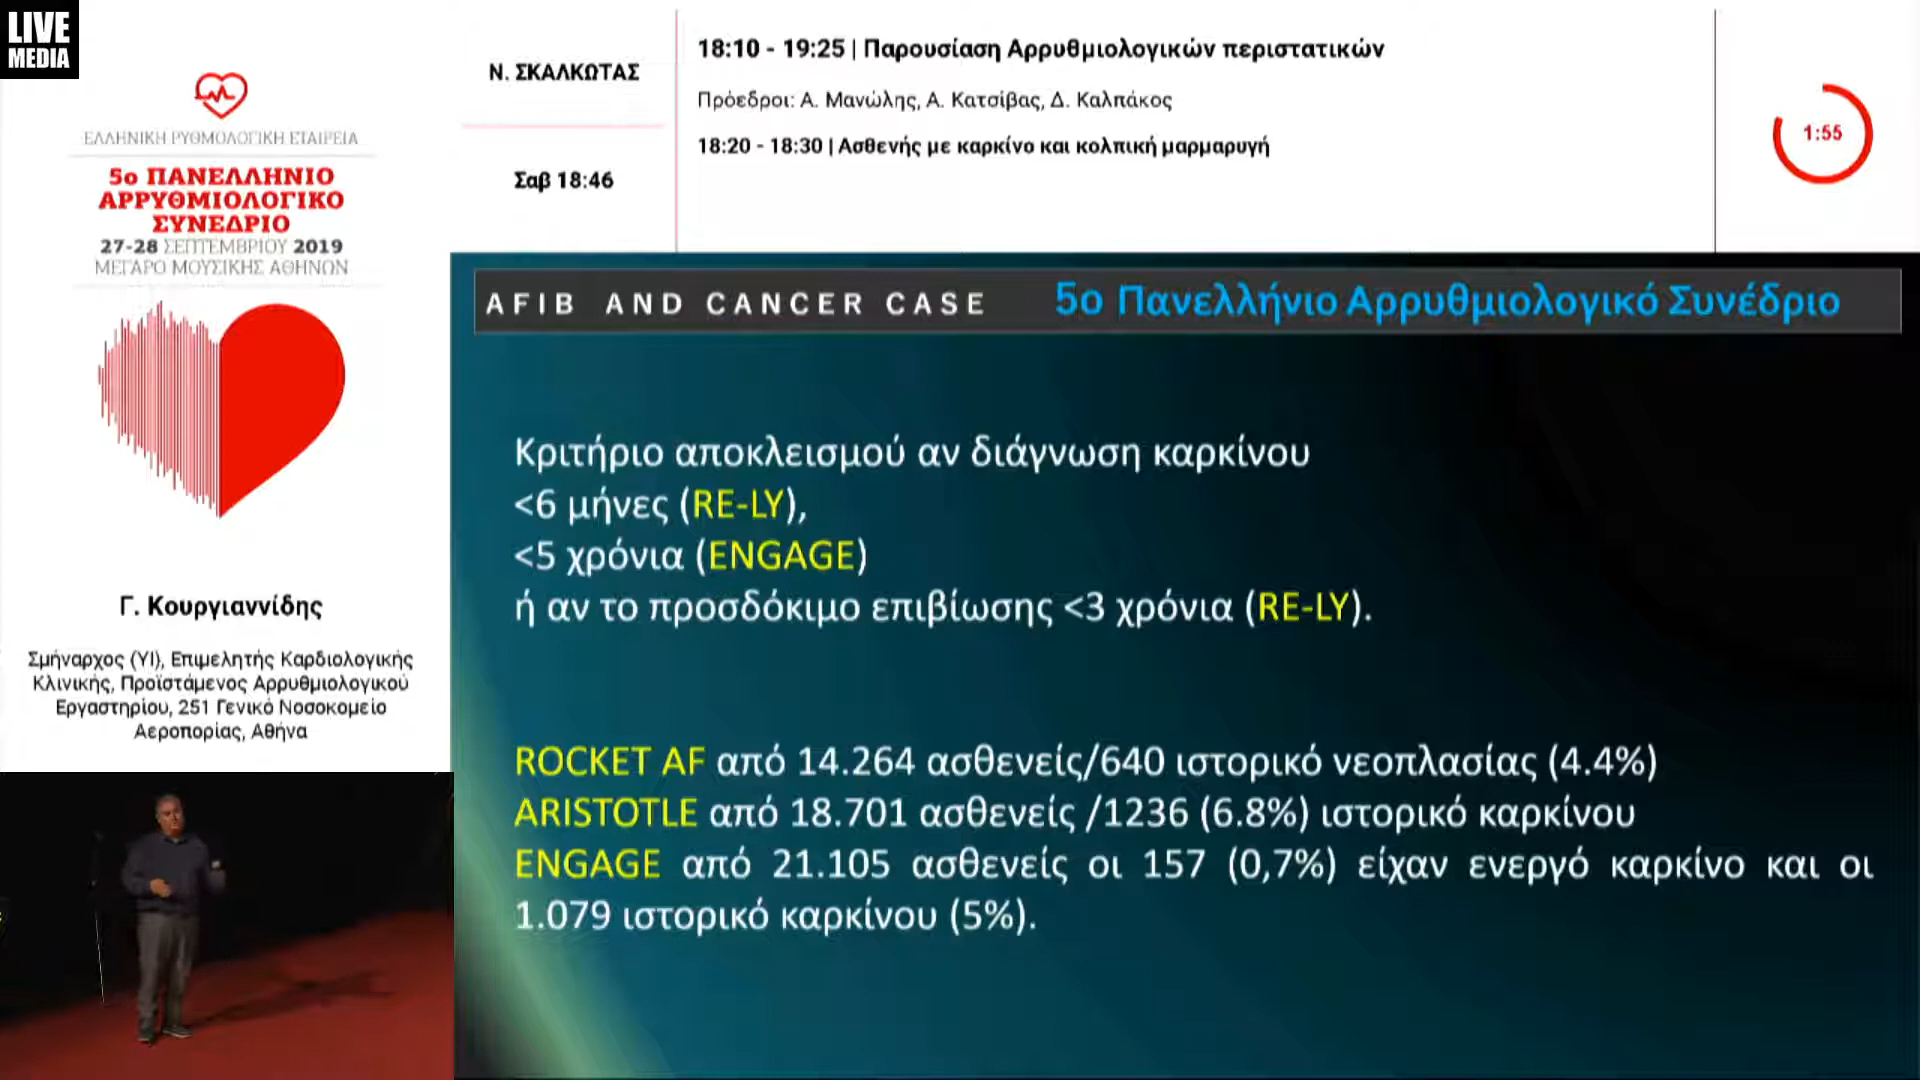 LIVE
MEDIA
ΕΛΛΗΝΙΚΗ ΡΥΘΜΟΛΟΓΙΚΗ ΕΤΑΙΡΕΙΑ
5ο ΠΑΝΕΛΛΗΝΙΟ
ΑΡΡΥΘΜΙΟΛΟΓΙΚΟ
ΣΥΝΕΔΡΙΟ
27-28 ΣΕΠΤΕΜΒΡΙΟΥ 2019
ΜΕΓΑΡΟ ΜΟΥΣΙΚΗΣ ΑΘΗΝΩΝ
Γ. Κουργιαννίδης
Σμήναρχος (ΥΙ), Επιμελητής Καρδιολογικής
Κλινικής, Προϊστάμενος Αρρυθμιολογικού
Εργαστηρίου, 251 Γενικό Νοσοκομείο
Αεροπορίας, Αθήνα
Ν. ΣΚΑΛΚΩΤΑΣ
Σαβ 18:46
18:10 - 19:25 | Παρουσίαση Αρρυθμιολογικών περιστατικών
Πρόεδροι: Α. Μανώλης, Α. Κατσίβας, Δ. Καλπάκος
18:20 - 18:30 | Ασθενής με καρκίνο και κολπική μαρμαρυγή
1:55
AFIB AND CANCER CASE 5ο Πανελλήνιο Αρρυθμιολογικό Συνέδριο
Κριτήριο αποκλεισμού αν διάγνωση καρκίνου
<6 μήνες (RE-LY),
<5 χρόνια (ENGAGE)
ή αν το προσδόκιμο επιβίωσης <3 χρόνια (RE-LY).
ROCKET AF από 14.264 ασθενείς/640 ιστορικό νεοπλασίας (4.4%)
ARISTOTLE από 18.701 ασθενείς /1236 (6.8%) ιστορικό καρκίνου
ENGAGE από 21.105 ασθενείς οι 157 (0,7%) είχαν ενεργό καρκίνο και οι
1.079 ιστορικό καρκίνου (5%).